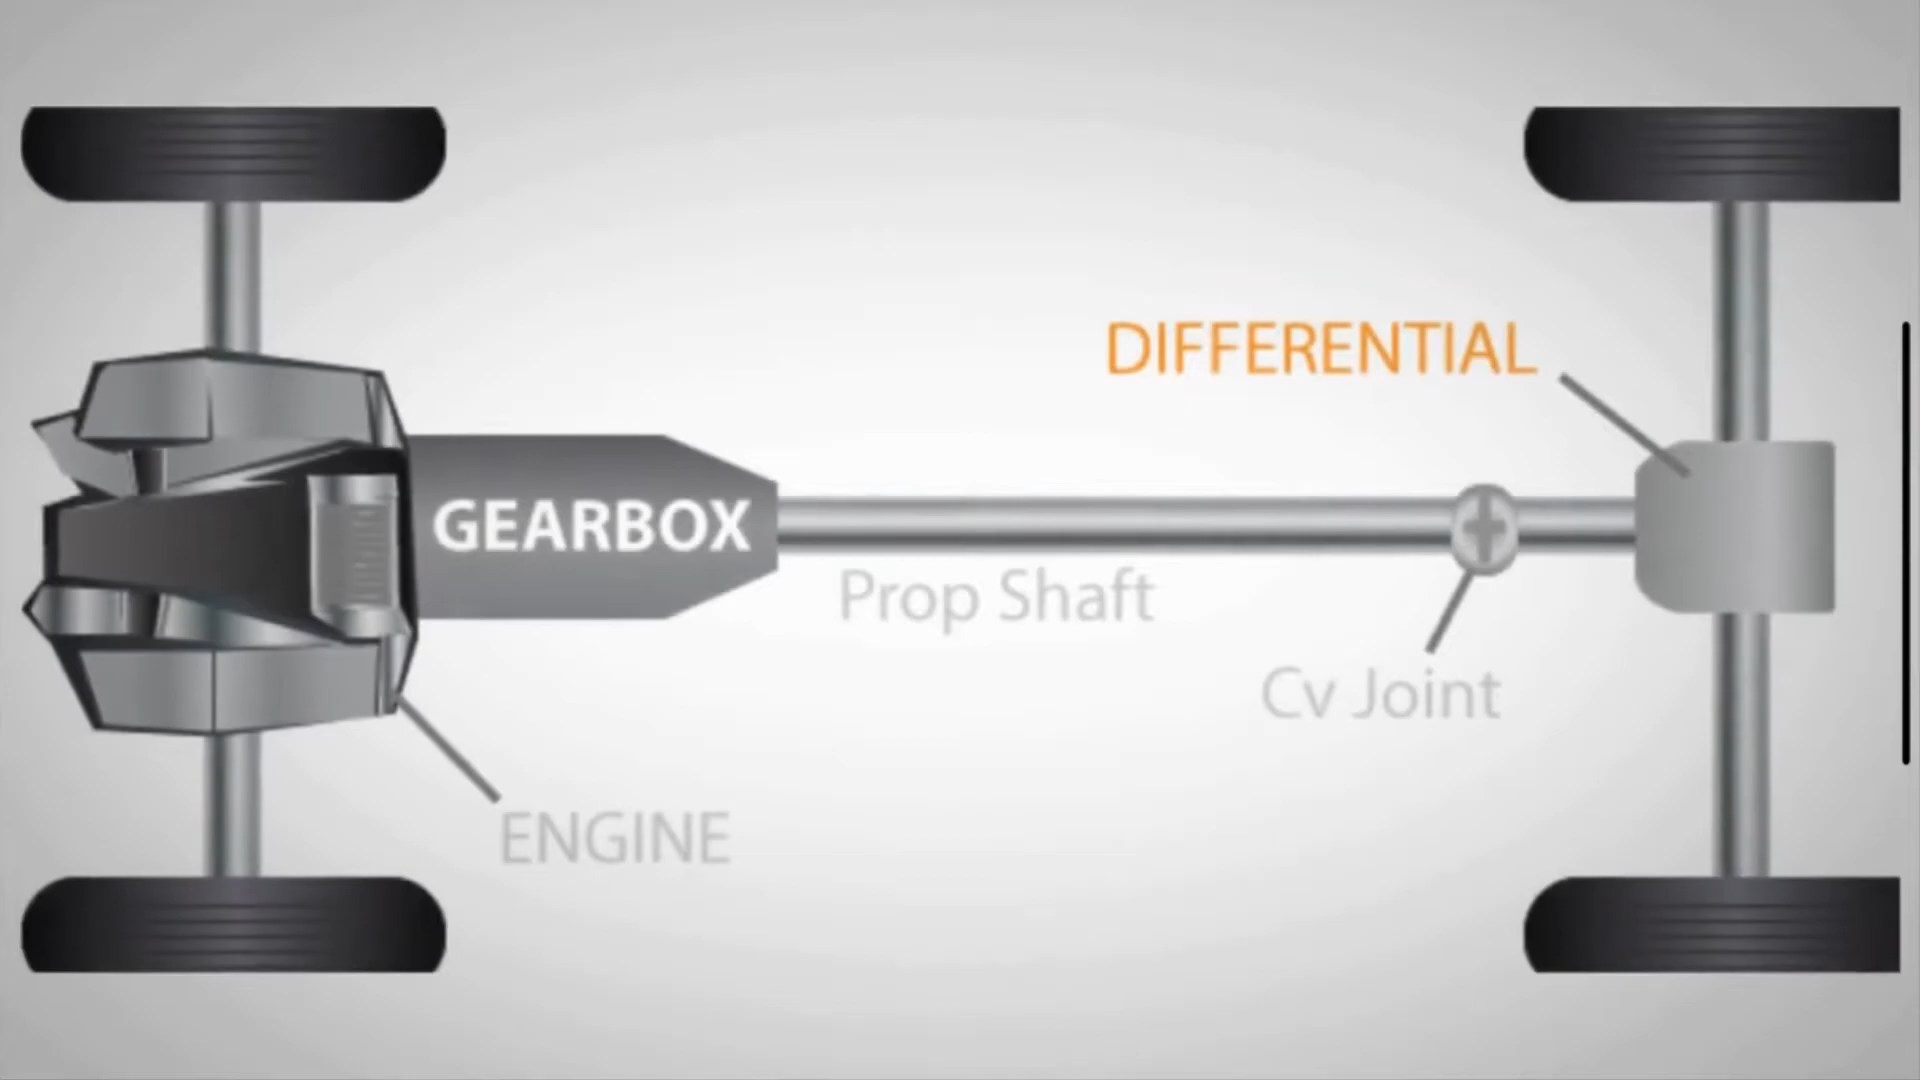 DIFFERENTIAL
GEARBOX
Prop Shaft
Cv Joint
ENGINE